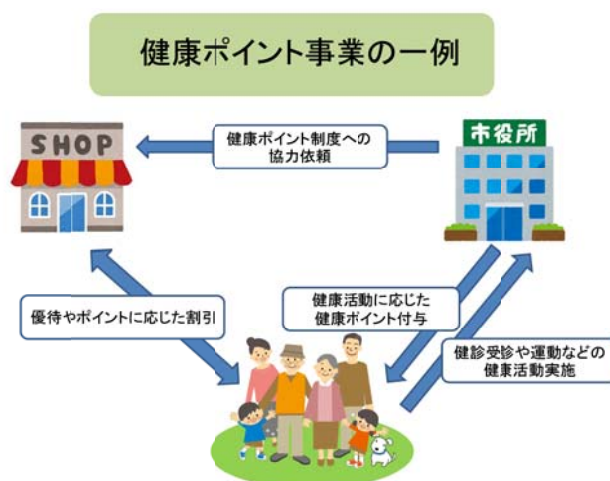 健康ポイント事業の一例
SHOP
市役所
健康ポイント制度への
協力依頼
優待やポイントに応じた割引
健康活動に応じた
健康ポイント付与
健診受診や運動などの
健康活動実施